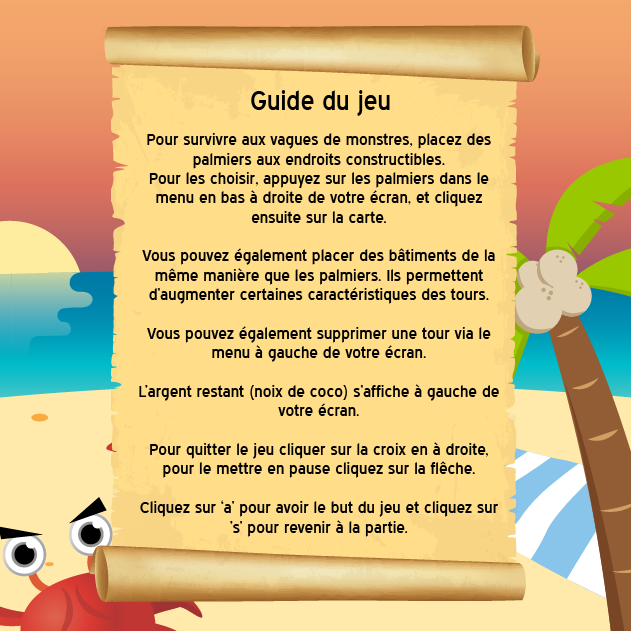 Guide du jeu
Pour survivre aux vagues de monstres, placez des
palmiers aux endroits constructibles.
Pour les choisir, appuyez sur les palmiers dans le
menu en bas à droite de votre écran, et cliquez
ensuite sur la carte.
Vous pouvez également placer des bâtiments de la
même manière que les palmiers. Ils permettent
d'augmenter certaines caractéristiques des tours.
Vous pouvez également supprimer une tour via le
menu à gauche de votre écran.
L'argent restant (noix de coco) s'affiche à gauche de
votre écran.
Pour quitter le jeu cliquer sur la croix en à droite,
pour le mettre en pause cliquez sur la flêche.
Cliquez sur 'a' pour avoir le but du jeu et cliquez sur
's' pour revenir à la partie.